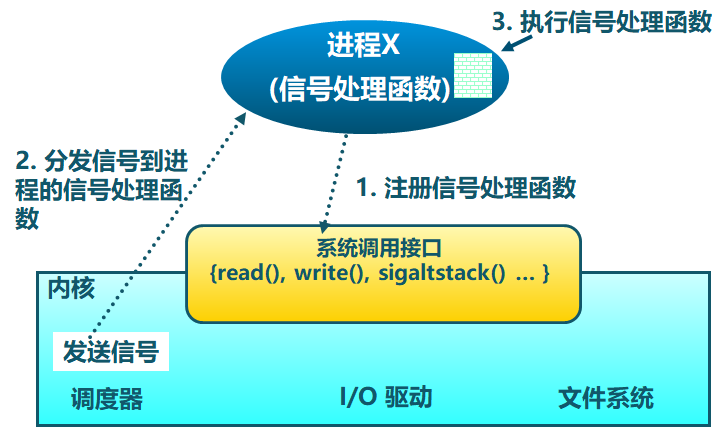 3. 执行信号处理函数
进程X
(信号处理函数)
2. 分发信号到进
程的信号处理函
数
1. 注册信号处理函数
系统调用接口
{read(), write(), sigaltstack() … }
内核
发送信号
调度器
I/O 驱动
文件系统